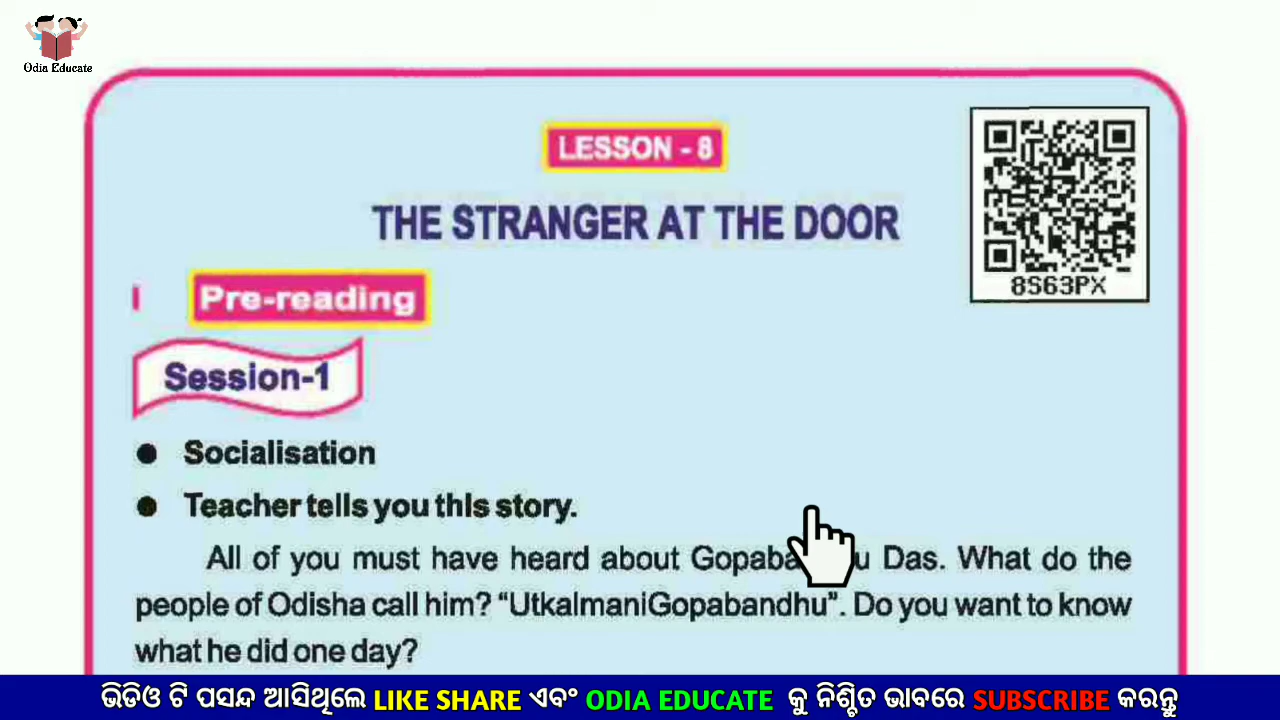 Odia Educate
LESSON - 8
8S63PX
THE STRANGER AT THE DOOR
I Pre-reading
Session-1
● Socialisation
● Teacher tells you this story.
All of you must have heard about Das. What do the
people of Odisha call him? “UtkalmaniGopabandhu”. Do you want to know
what he did one day?
ଭିଡିଓ ଟି ପସନ୍ଦ ଆସିଥିଲେ LIKE SHARE ଏବଂ ODIA EDUCATE କୁ ନିଶ୍ଚିତ ଭାବରେ SUBSCRIBE କରନ୍ତୁ